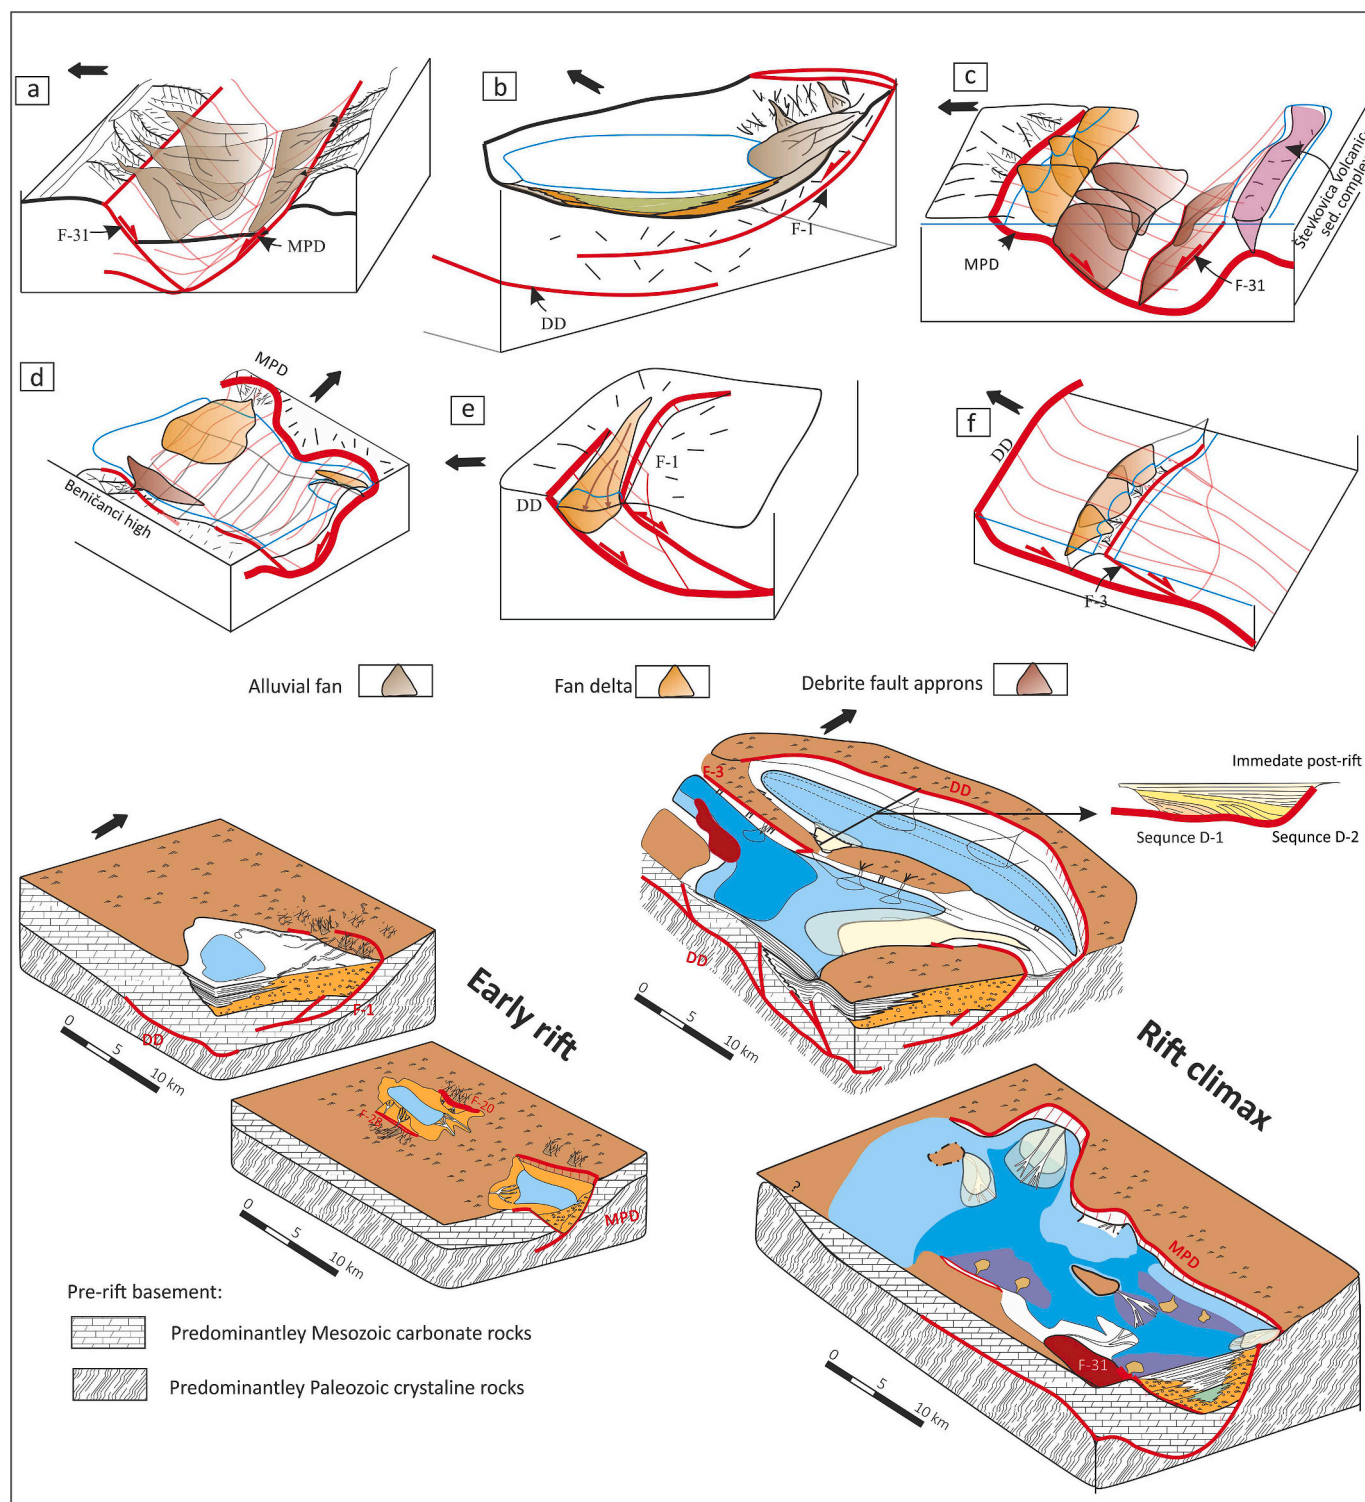 a
F-31
MPD
b
F-1
DD
c
MPD
F-31
Stevkovica volcanic
sed. complex
d
MPD
Beničanci high
e
DD
F-1
f
DD
F-3
Alluvial fan
Fan delta
Debrite fault approns
F-3
DD
DD
0
5
10 km
Immedate post-rift
Sequnce D-1
Sequnce D-2
F-1
DD
0
5
10 km
Early rift
F-20
MPD
0
5
10 km
Rift climax
?
MPD
F-31
0
5
10 km
Pre-rift basement:
Predominantley Mesozoic carbonate rocks
Predominantley Paleozoic crystaline rocks